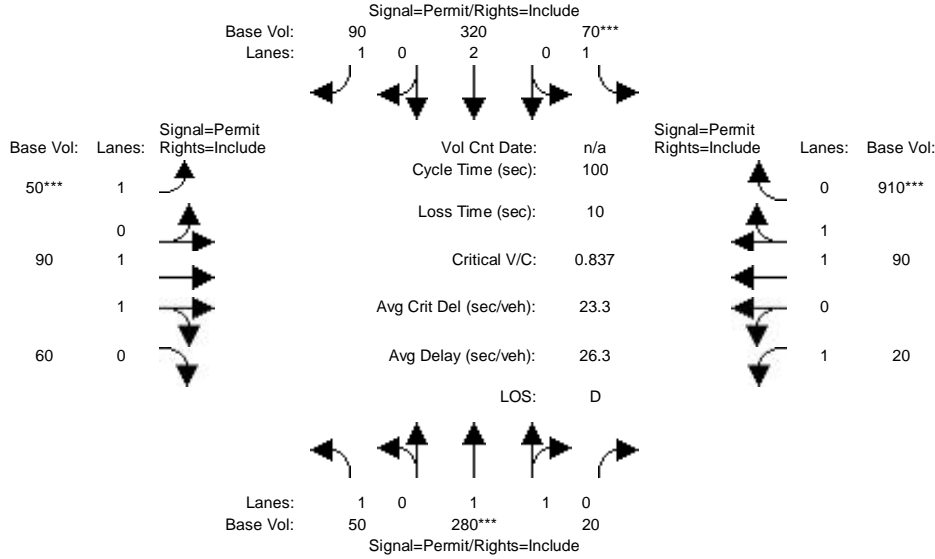 Signal=Permit/Rights=Include
Base Vol: 90 320 70***
Lanes: 1 0 2 0 1
Signal=Permit Signal=Permit
Base Vol: Lanes: Rights=Include Vol Cnt Date: n/a Rights=Include Lanes: Base Vol:
Cycle Time (sec): 100
50*** 1 0 910***
Loss Time (sec): 10
0 1
90 1 Critical V/C: 0.837 1 90
1 Avg Crit Del (sec/veh): 23.3 0
60 0 Avg Delay (sec/veh): 26.3 1 20
LOS: D
Lanes: 1 0 1 1 0
Base Vol: 50 280*** 20
Signal=Permit/Rights=Include